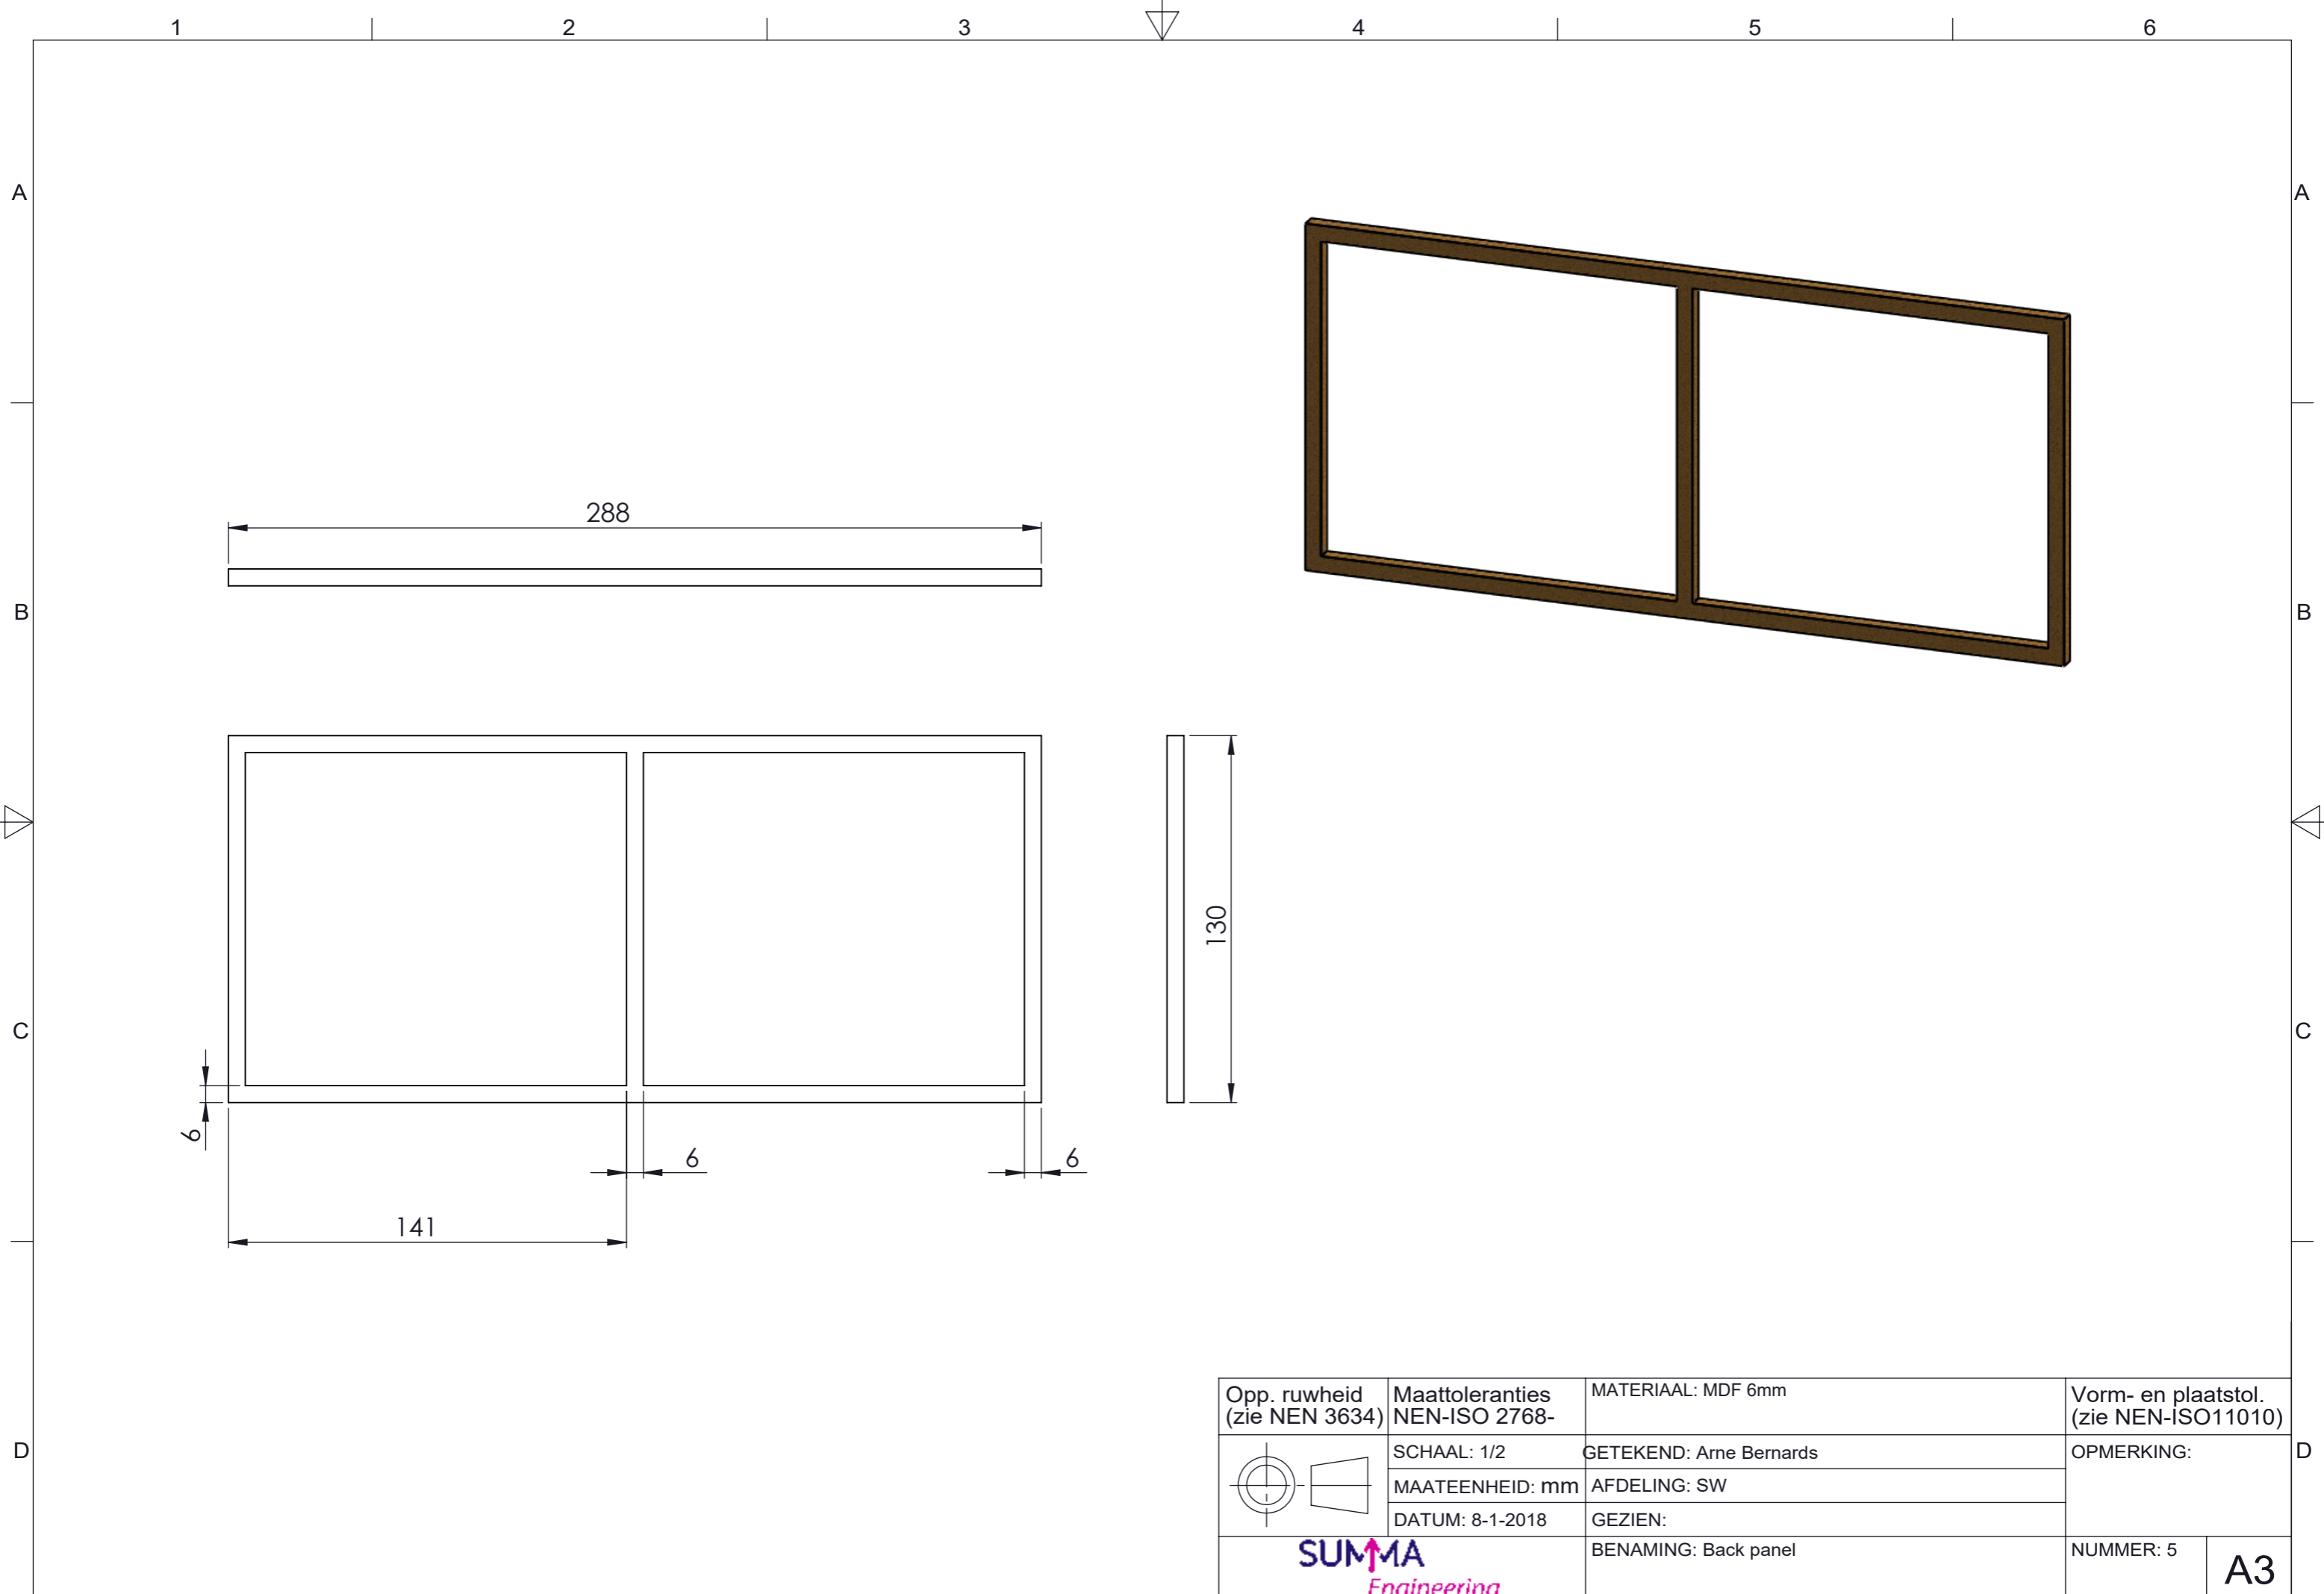 1 2 3 4 5 6
A A
288
B B
130
C C
6
6 6
141
Opp. ruwheid
(zie NEN 3634)
Maattoleranties
NEN-ISO 2768-
MATERIAAL: MDF 6mm
Vorm- en plaatstol.
(zie NEN-ISO11010)
D D
SCHAAL: 1/2
GETEKEND: Arne Bernards
OPMERKING:
MAATEENHEID: mm
AFDELING: SW
DATUM: 8-1-2018
GEZIEN:
SUMMA
Engineering
BENAMING: Back panel
NUMMER: 5
A3